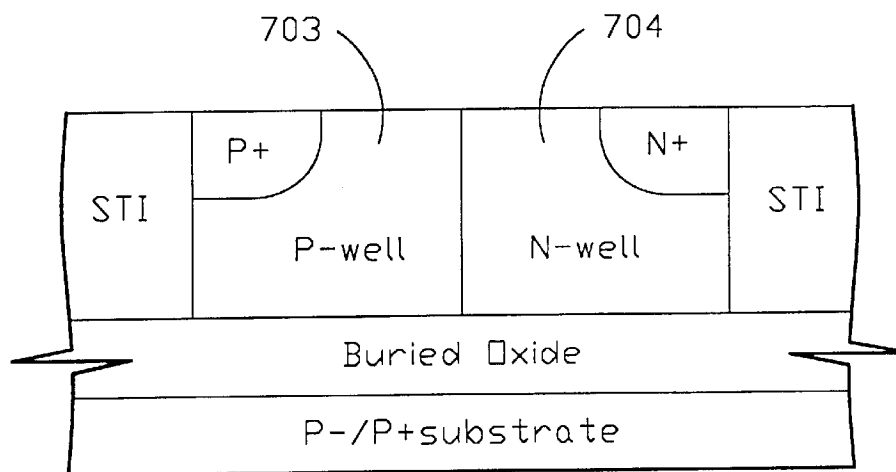 703 704
P+ N+
STI STI
P-well N-well
Buried Oxide
P-/P+substrate